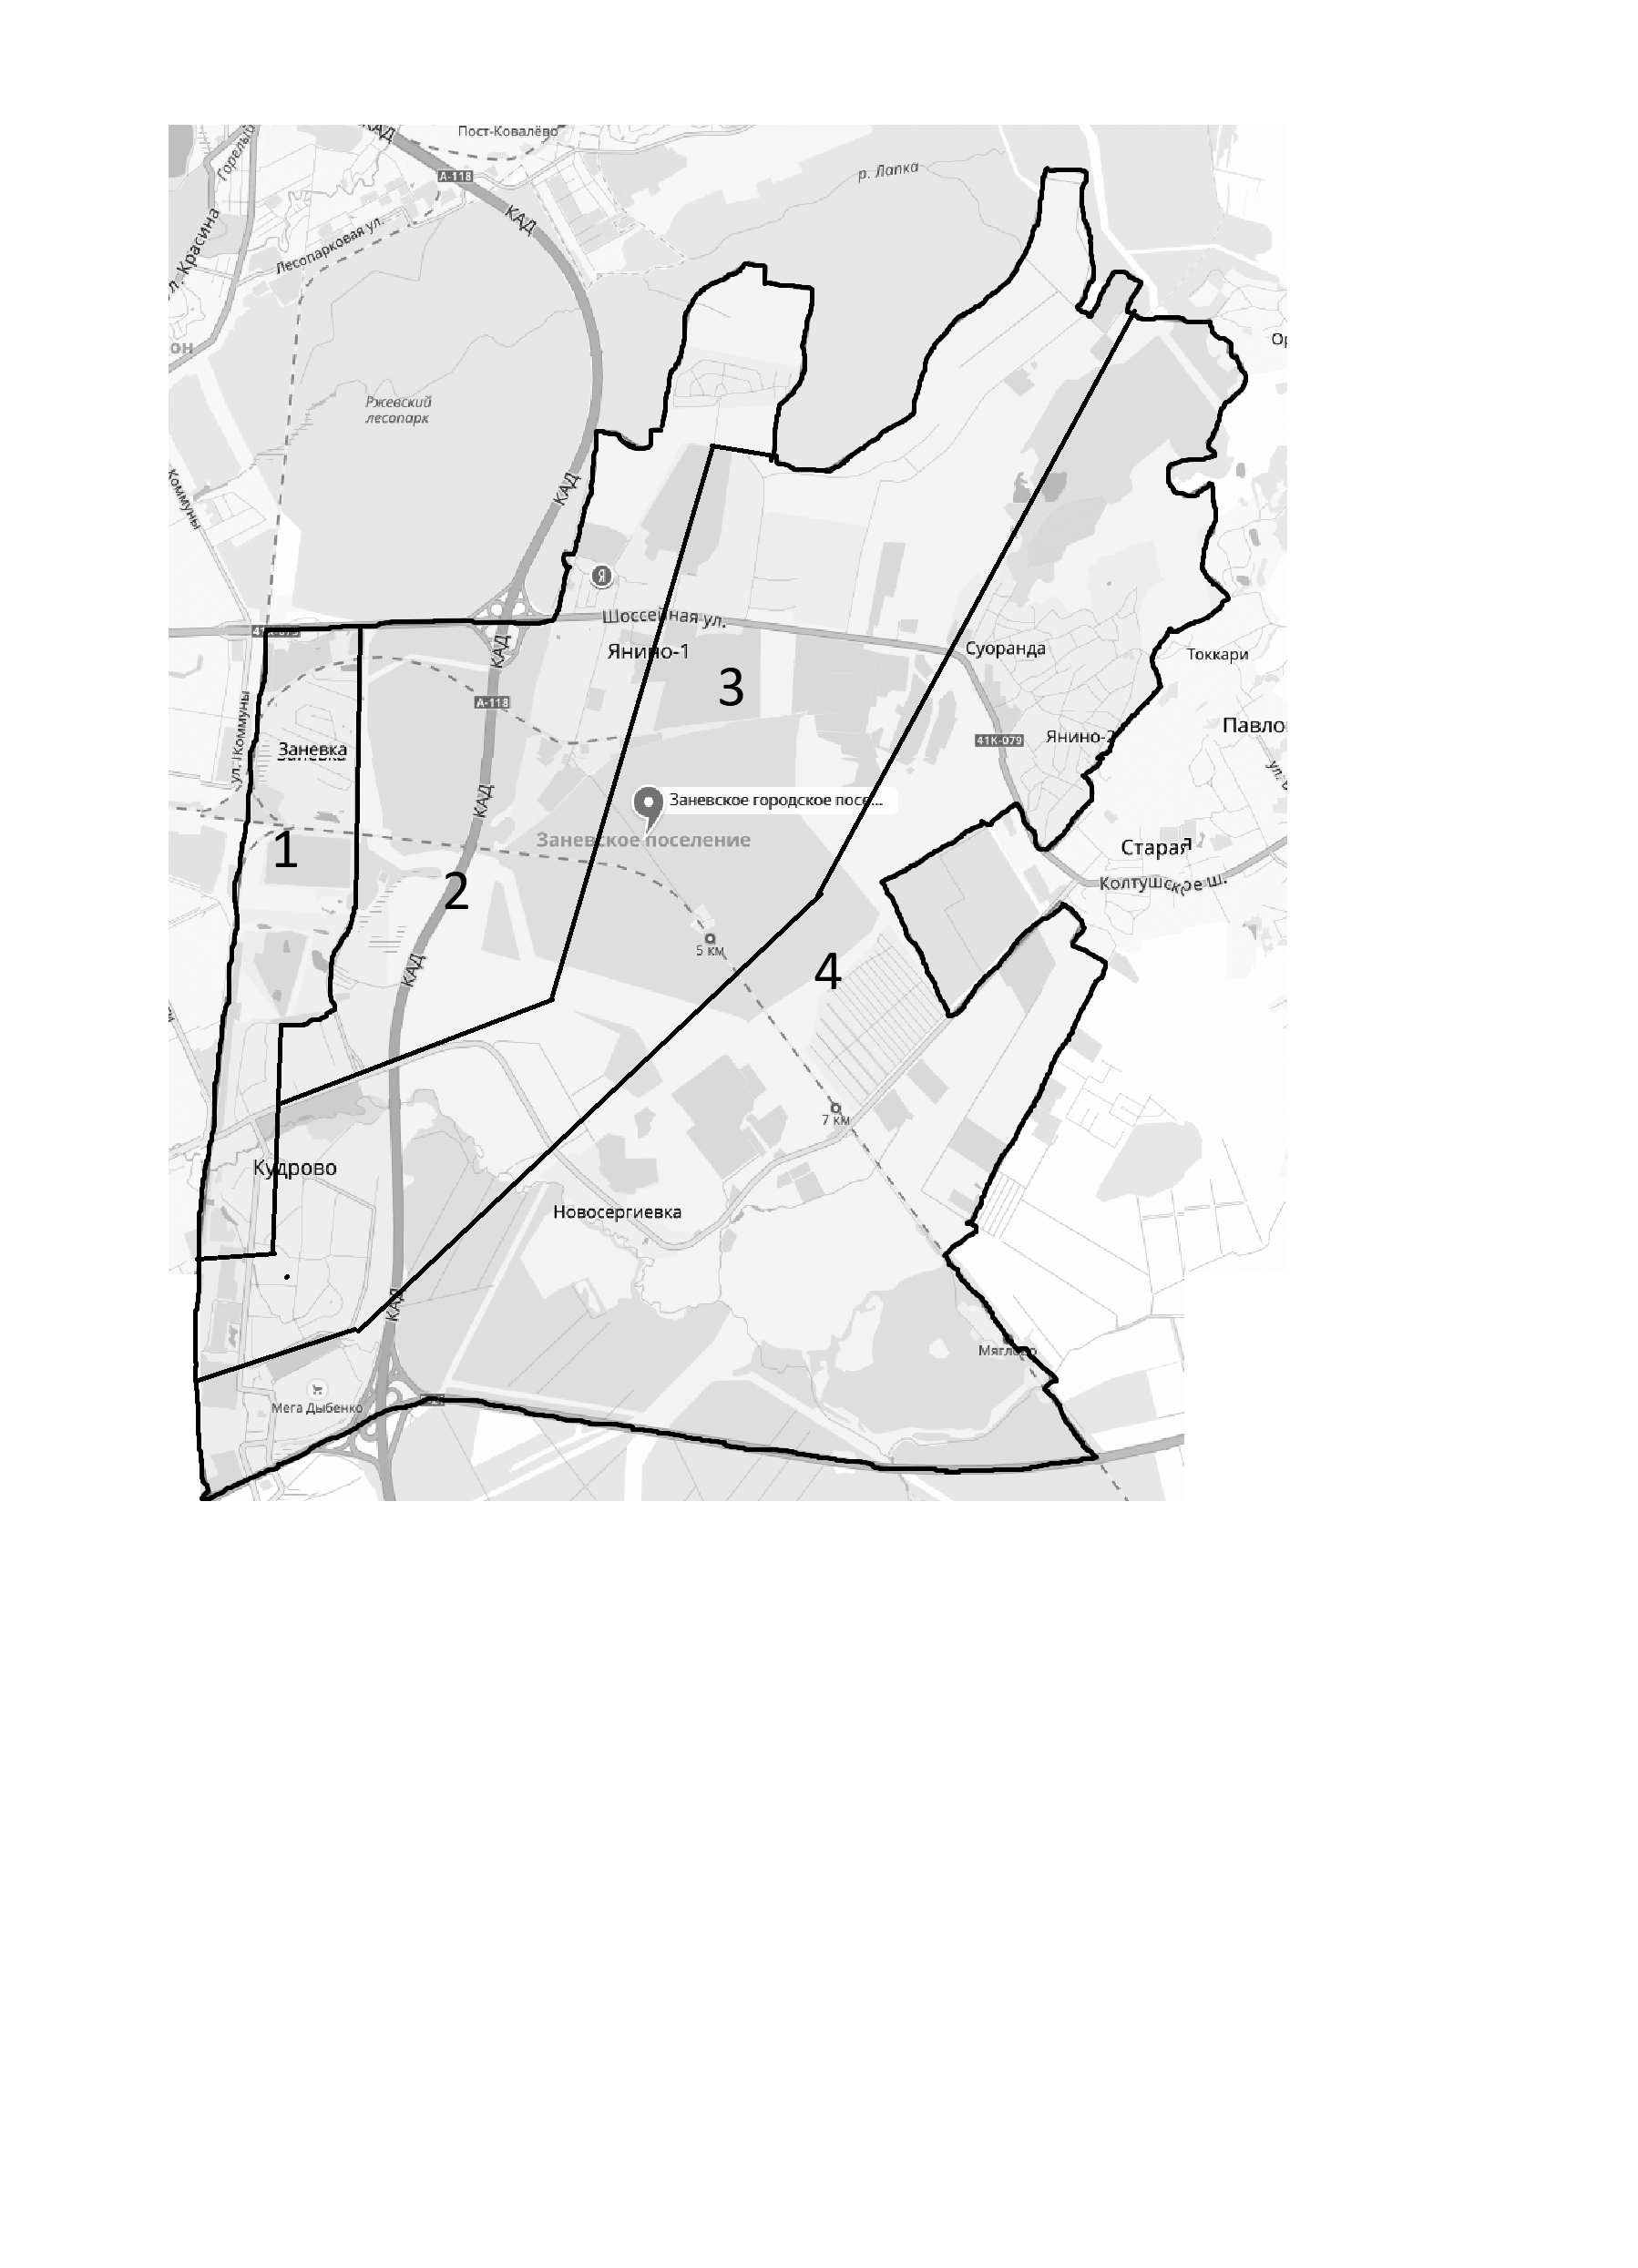 КАД
Пост-Ковалёво
Горелый
А-118
р. Лапка
КАД
Лесопарковая ул.
ул. Красина
он
Ржевский
лесопарк
Коммуны
КАД
Я
Шоссейная ул.
Янино-1
КАД
Суоранда
Токкари
3
А-118
ул. Коммуны
Заневка
41К-079
Янино-2
Павло
КАД
Заневское городское посе...
Заневское поселение
1
Старая
2
Колтушское ш.
КАД
5 км
4
7 км
Кудрово
Новосергиевка
КАД
Мяглово
Мега Дыбенко